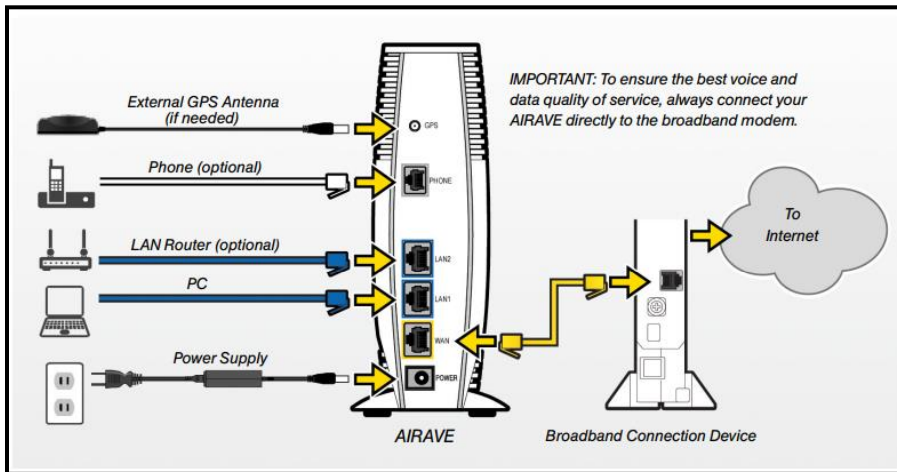 IMPORTANT: To ensure the best voice and
data quality of service, always connect your
AIRAVE directly to the broadband modem.
External GPS Antenna
(if needed)
GPS
Phone (optional)
PHONE
To
Internet
LAN Router (optional)
LAN2
PC
LAN1
WAN
Power Supply
POWER
AIRAVE
Broadband Connection Device